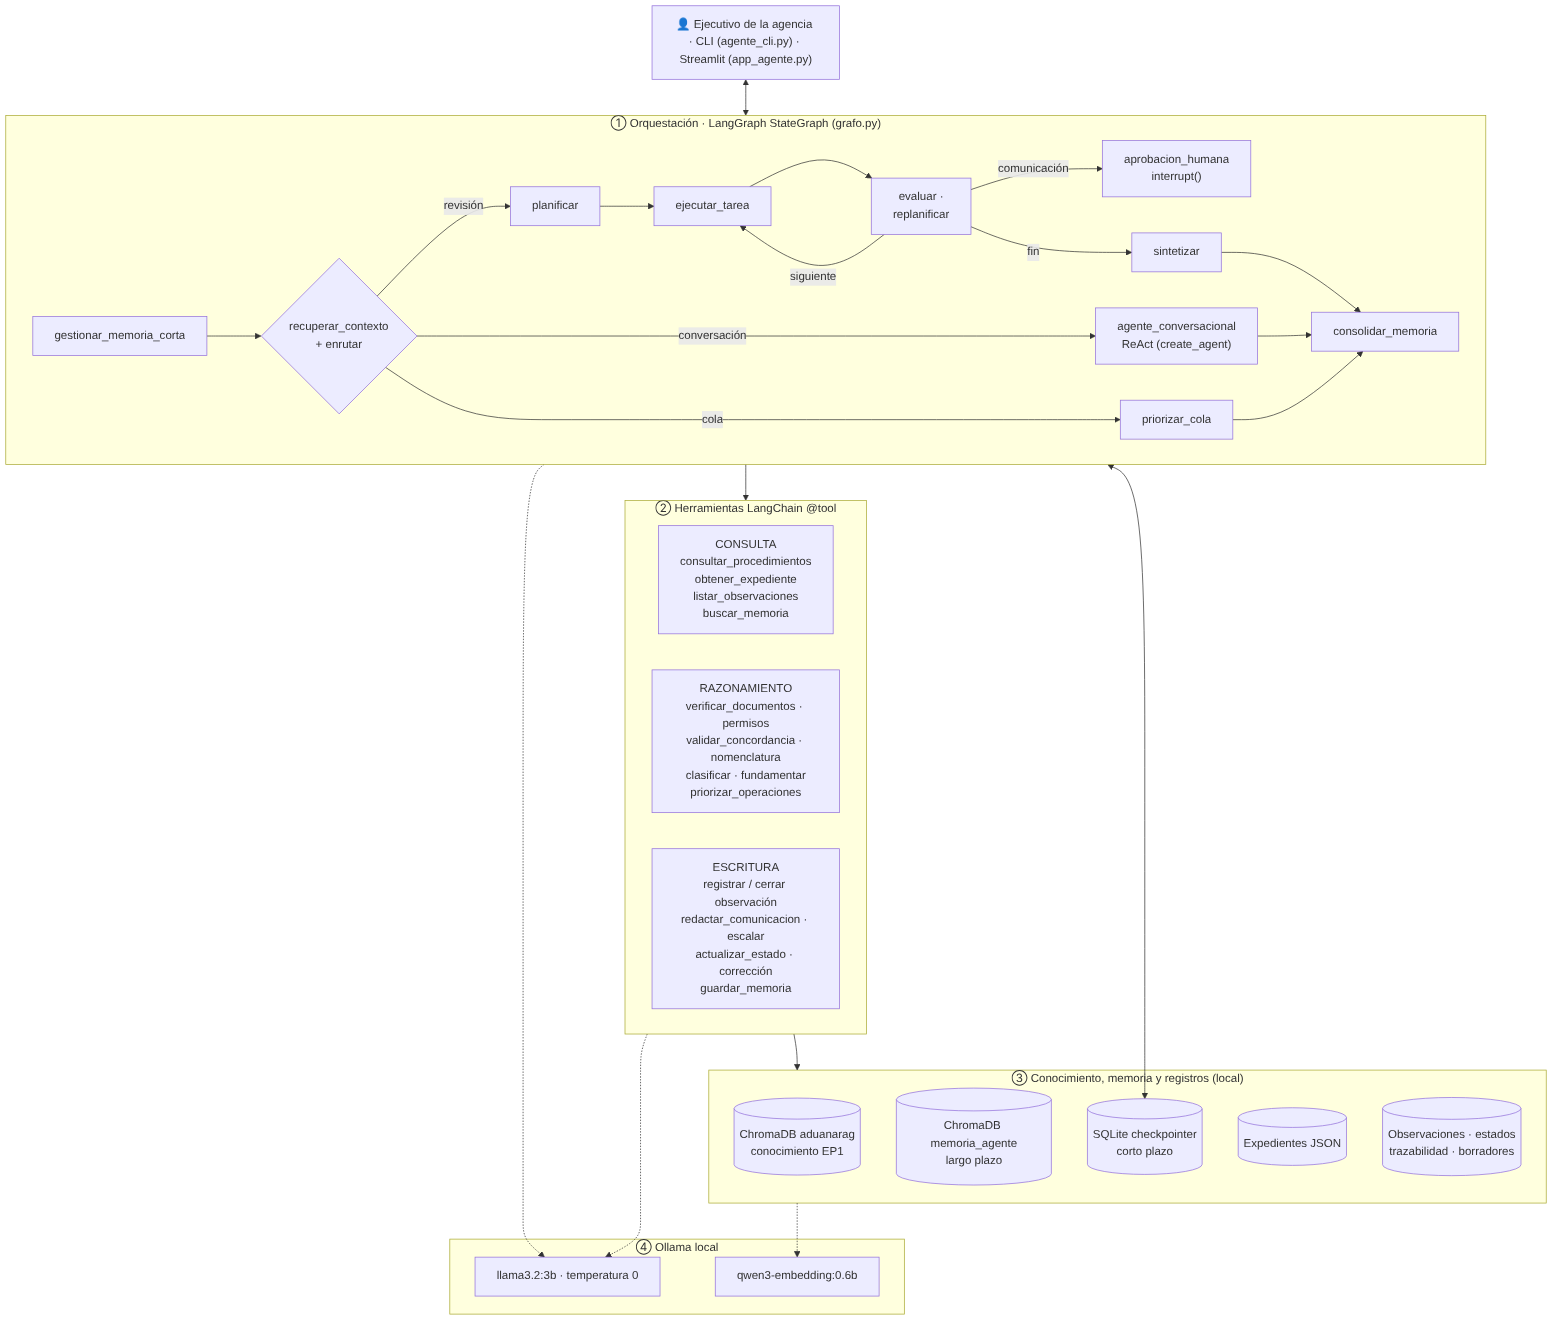 👤 Ejecutivo de la agencia
· CLI (agente_cli.py) ·
Streamlit (app_agente.py)
① Orquestación · LangGraph StateGraph (grafo.py)
gestionar_memoria_corta
recuperar_contexto
+ enrutar
revisión
planificar
ejecutar_tarea
evaluar ·
replanificar
siguiente
comunicación
aprobacion_humana
interrupt()
fin
sintetizar
conversación
agente_conversacional
ReAct (create_agent)
consolidar_memoria
cola
priorizar_cola
② Herramientas LangChain @tool
CONSULTA
consultar_procedimientos
obtener_expediente
listar_observaciones
buscar_memoria
RAZONAMIENTO
verificar_documentos ·
permisos
validar_concordancia ·
nomenclatura
clasificar · fundamentar
priorizar_operaciones
ESCRITURA
registrar / cerrar
observación
redactar_comunicacion ·
escalar
actualizar_estado ·
corrección
guardar_memoria
③ Conocimiento, memoria y registros (local)
ChromaDB aduanarag
conocimiento EP1
ChromaDB
memoria_agente
largo plazo
SQLite checkpointer
corto plazo
Expedientes JSON
Observaciones · estados
trazabilidad · borradores
④ Ollama local
llama3.2:3b · temperatura 0
qwen3-embedding:0.6b